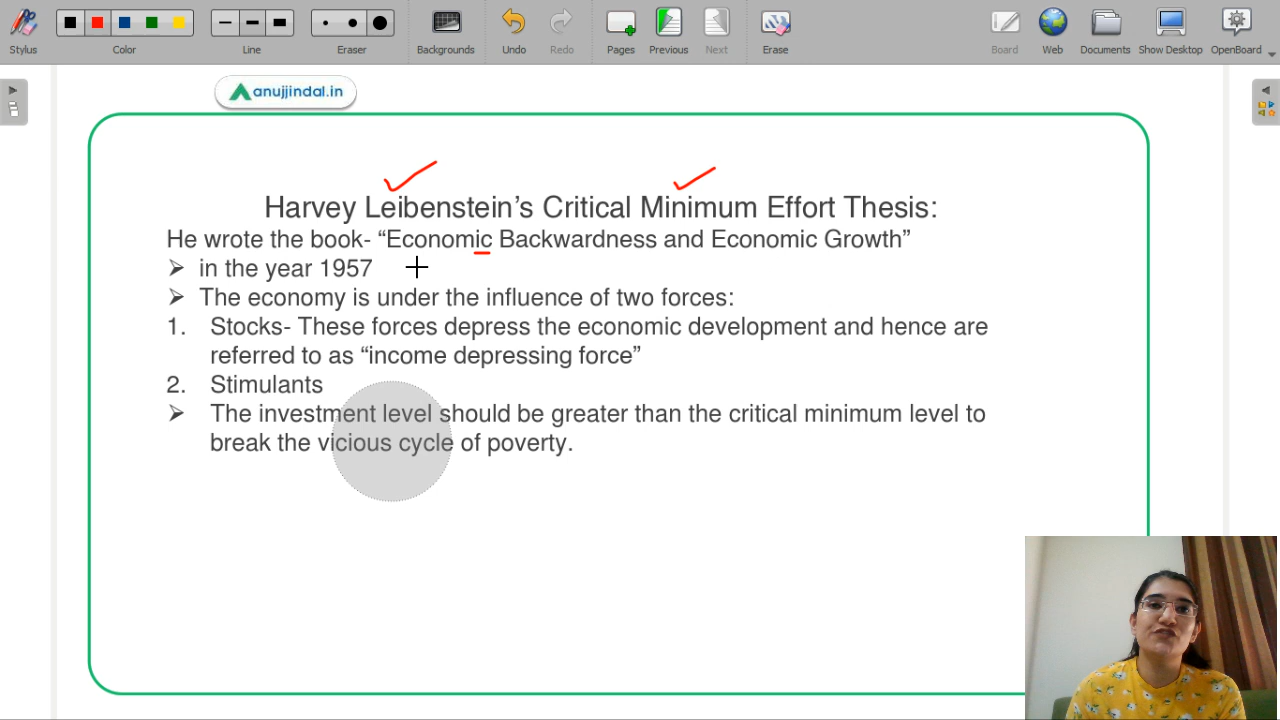 Stylus
Color
Line
Eraser
Backgrounds
Undo
Redo
Pages
Previous
Next
Erase
Board
Web
Documents
Show Desktop
OpenBoard
anujjindal.in
Harvey Leibenstein’s Critical Minimum Effort Thesis:
He wrote the book- “Economic Backwardness and Economic Growth”
➢ in the year 1957
➢ The economy is under the influence of two forces:
1. Stocks- These forces depress the economic development and hence are
referred to as “income depressing force”
2. Stimulants
➢ The investment level should be greater than the critical minimum level to
break the vicious cycle of poverty.